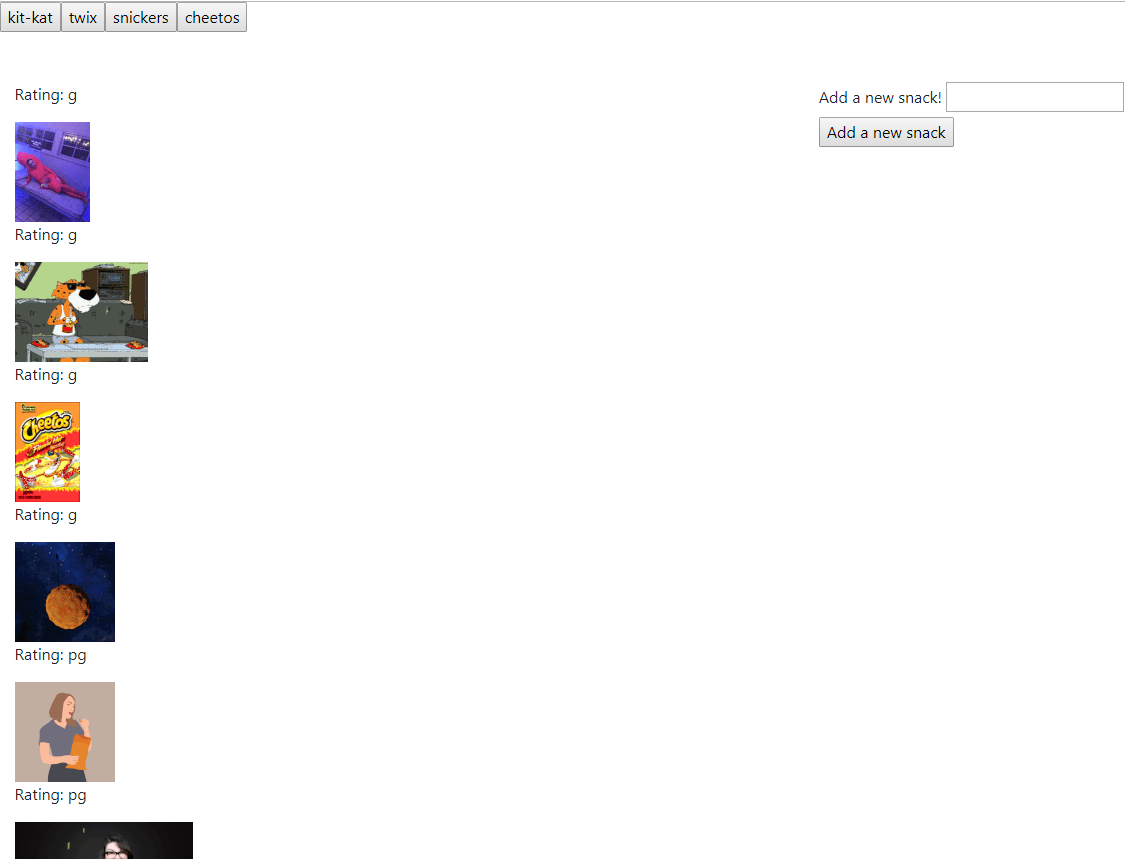 kit-kat twix snickers cheetos
Rating: g
Add a new snack!
Add a new snack
Rating: g
Rating: g
Cheetos
Rating: g
Rating: pg
Rating: pg